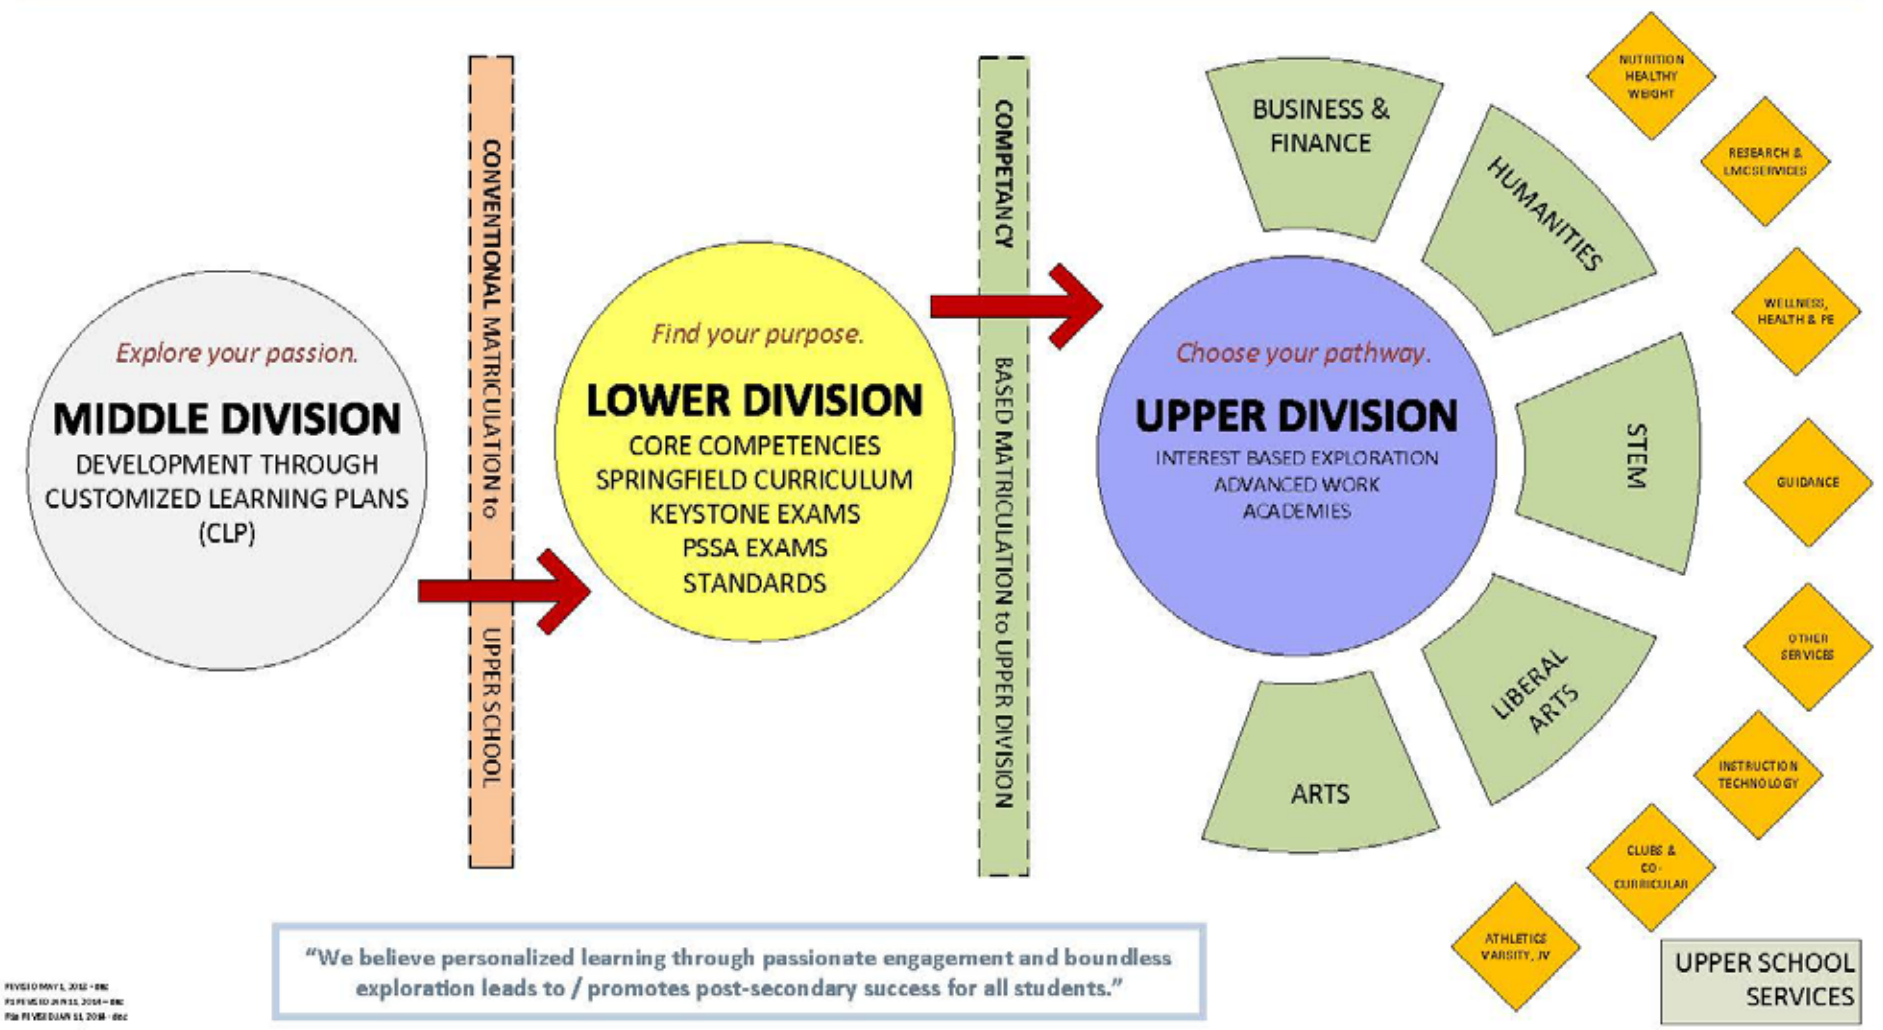 Explore your passion.
MIDDLE DIVISION
DEVELOPMENT THROUGH
CUSTOMIZED LEARNING PLANS
(CLP)
CONVENTIONAL MATRICULATION to UPPER SCHOOL
Find your purpose.
LOWER DIVISION
CORE COMPETENCIES
SPRINGFIELD CURRICULUM
KEYSTONE EXAMS
PSSA EXAMS
STANDARDS
COMPETANCY BASED MATRICULATION to UPPER DIVISION
Choose your pathway.
UPPER DIVISION
INTEREST BASED EXPLORATION
ADVANCED WORK
ACADEMIES
BUSINESS &
FINANCE
HUMANITIES
STEM
LIBERAL
ARTS
ARTS
NUTRITION
HEALTHY
WEIGHT
RESEARCH &
LMC SERVICES
WELLNESS,
HEALTH & PE
GUIDANCE
OTHER
SERVICES
INSTRUCTION
TECHNOLOGY
CLUBS &
CO-
CURRICULAR
ATHLETICS
VARSITY, JV
UPPER SCHOOL
SERVICES
“We believe personalized learning through passionate engagement and boundless
exploration leads to / promotes post-secondary success for all students.”